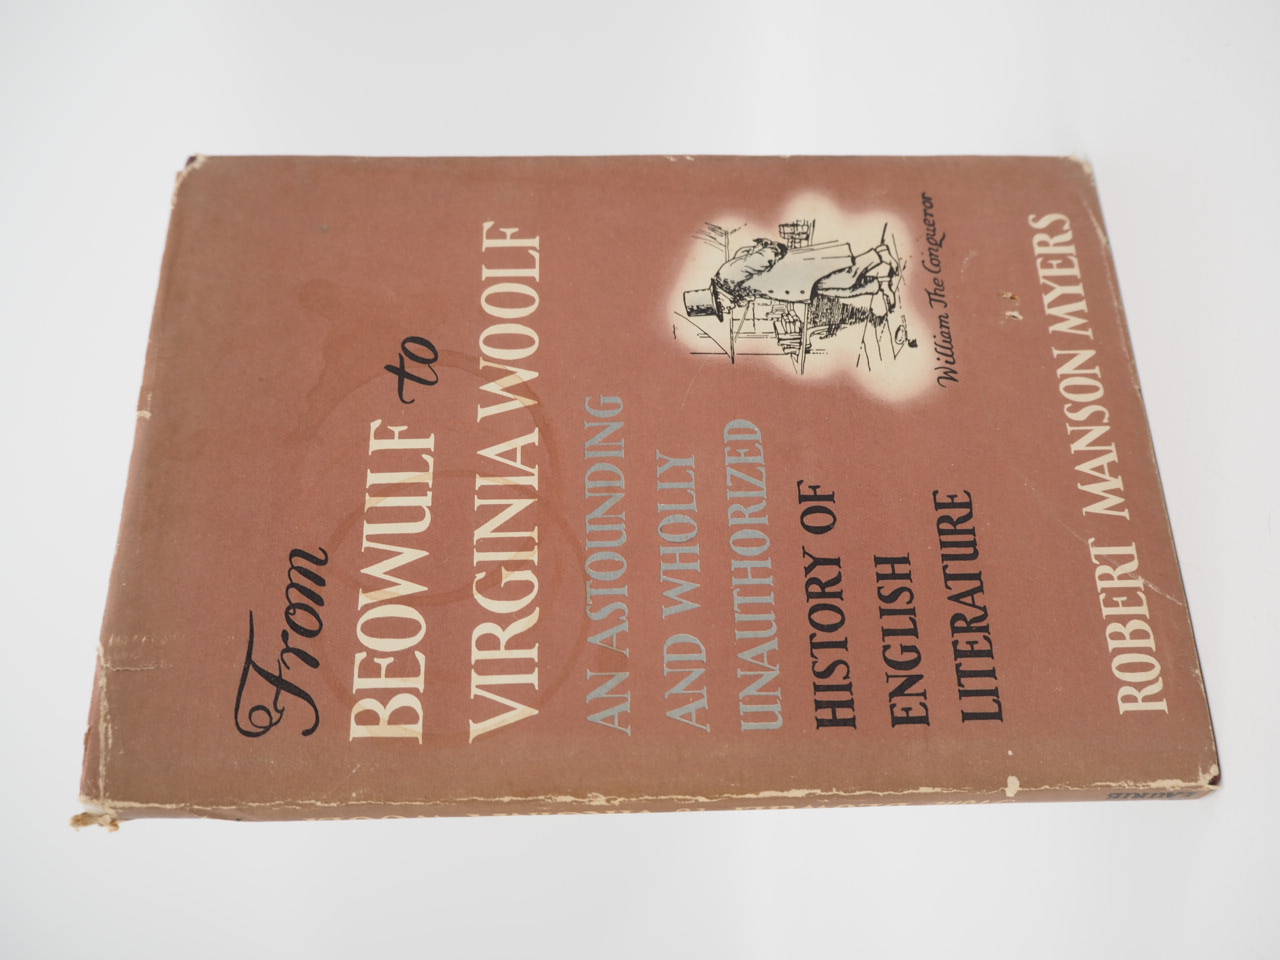 From
BEOWULF to
VIRGINIA WOOLF
AN ASTOUNDING
AND WHOLLY
UNAUTHORIZED
HISTORY OF
ENGLISH
LITERATURE
William The Conqueror
ROBERT MANSON MYERS